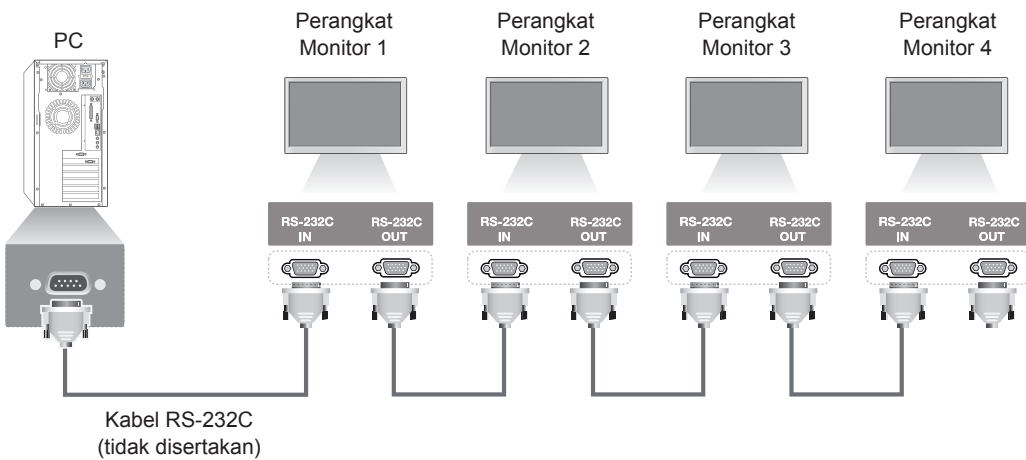 PC
Perangkat
Monitor 1
Perangkat
Monitor 2
Perangkat
Monitor 3
Perangkat
Monitor 4
RS-232C
IN
RS-232C
OUT
RS-232C
IN
RS-232C
OUT
RS-232C
IN
RS-232C
OUT
RS-232C
IN
RS-232C
OUT
Kabel RS-232C
(tidak disertakan)